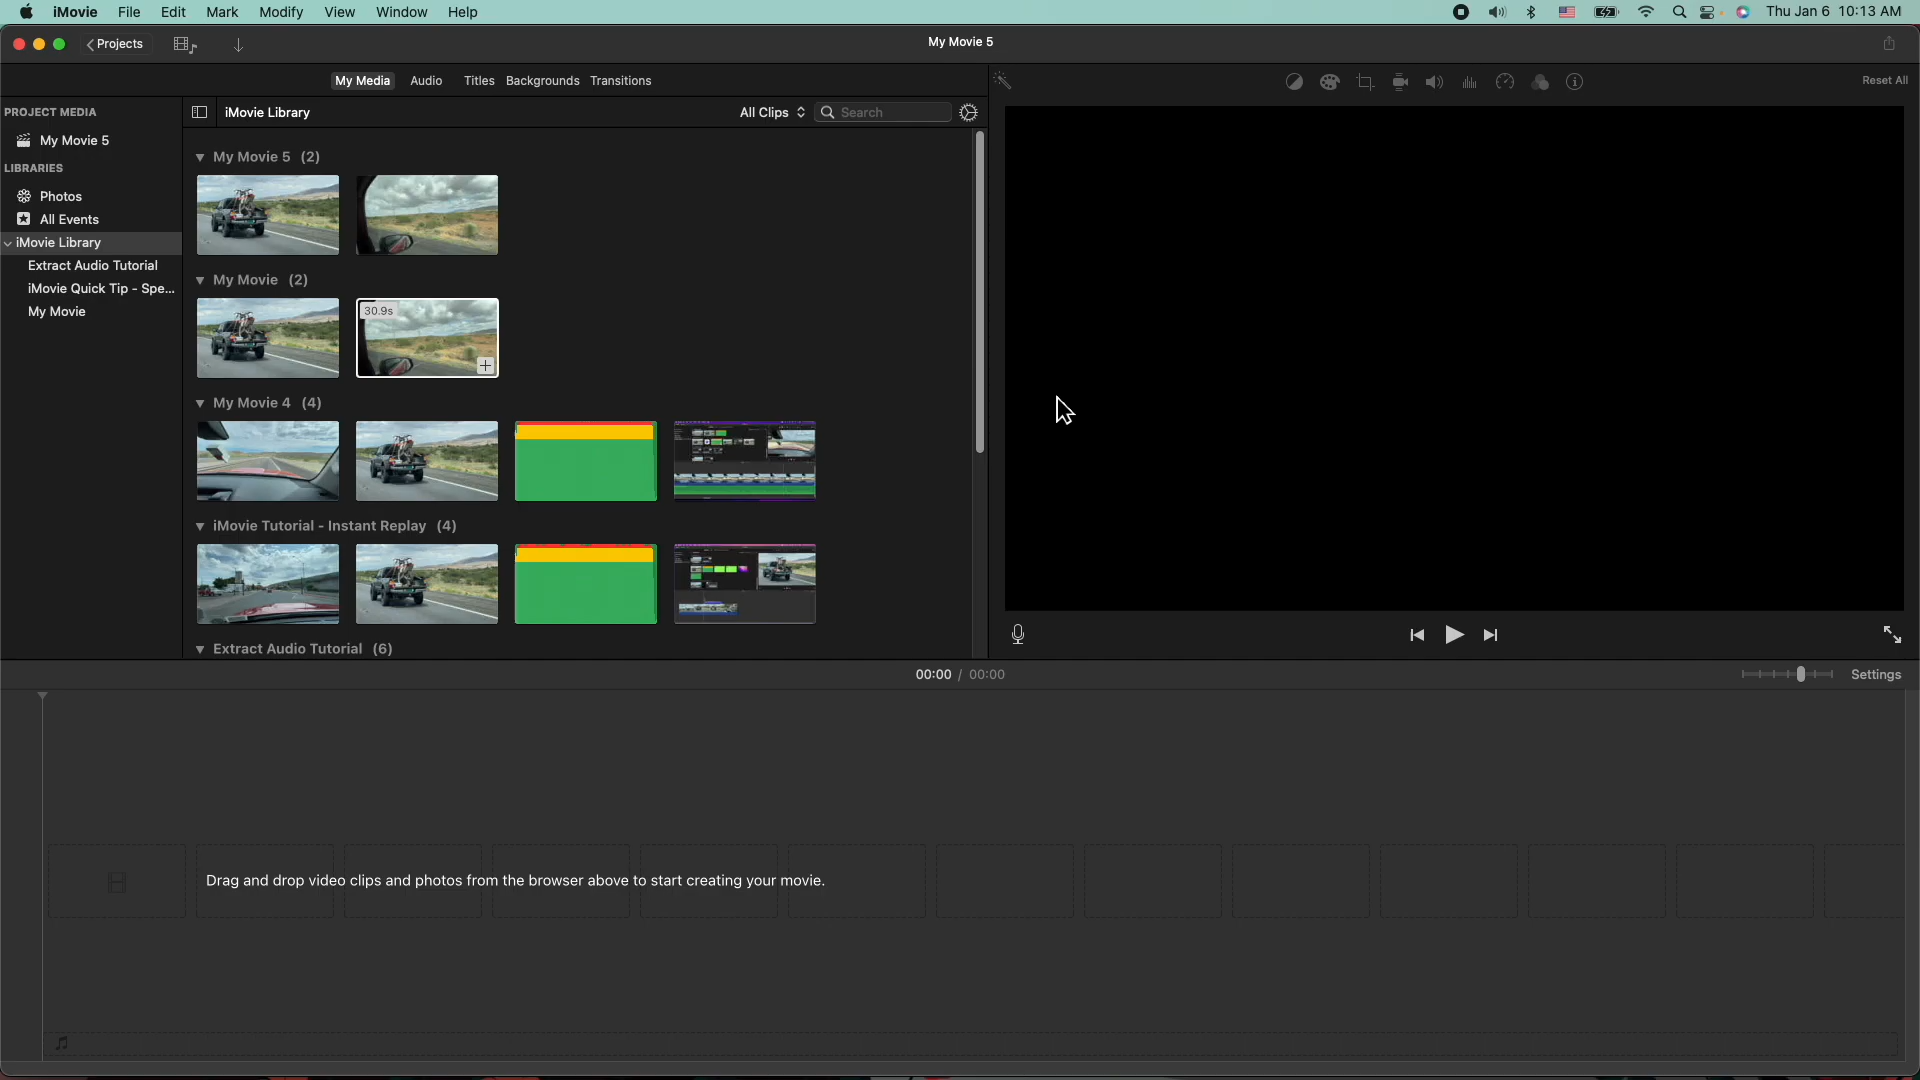 iMovie File Edit Mark Modify View Window Help Thu Jan 6 10:13 AM
Projects My Movie 5
My Media Audio Titles Backgrounds Transitions Reset All
PROJECT MEDIA
My Movie 5
LIBRARIES
Photos
All Events
iMovie Library
Extract Audio Tutorial
iMovie Quick Tip - Spe...
My Movie
iMovie Library All Clips Search
My Movie 5 (2)
My Movie (2)
30.9s
My Movie 4 (4)
iMovie Tutorial - Instant Replay (4)
Extract Audio Tutorial (6)
00:00 / 00:00 Settings
Drag and drop video clips and photos from the browser above to start creating your movie.